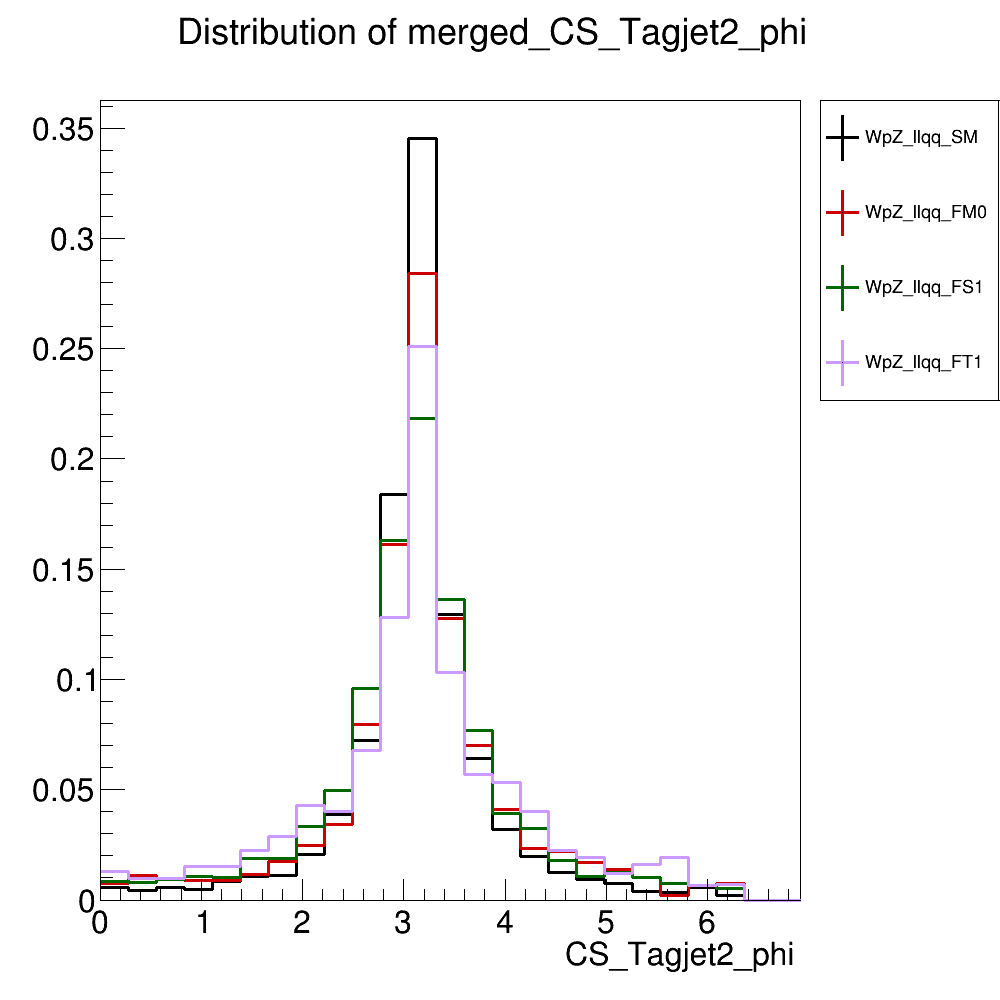 Distribution of merged_CS_Tagjet2_phi
0.35
0.3
0.25
0.2
0.15
0.1
0.05
0
0 1 2 3 4 5 6
CS_Tagjet2_phi
WpZ_llqq_SM
WpZ_llqq_FM0
WpZ_llqq_FS1
WpZ_llqq_FT1